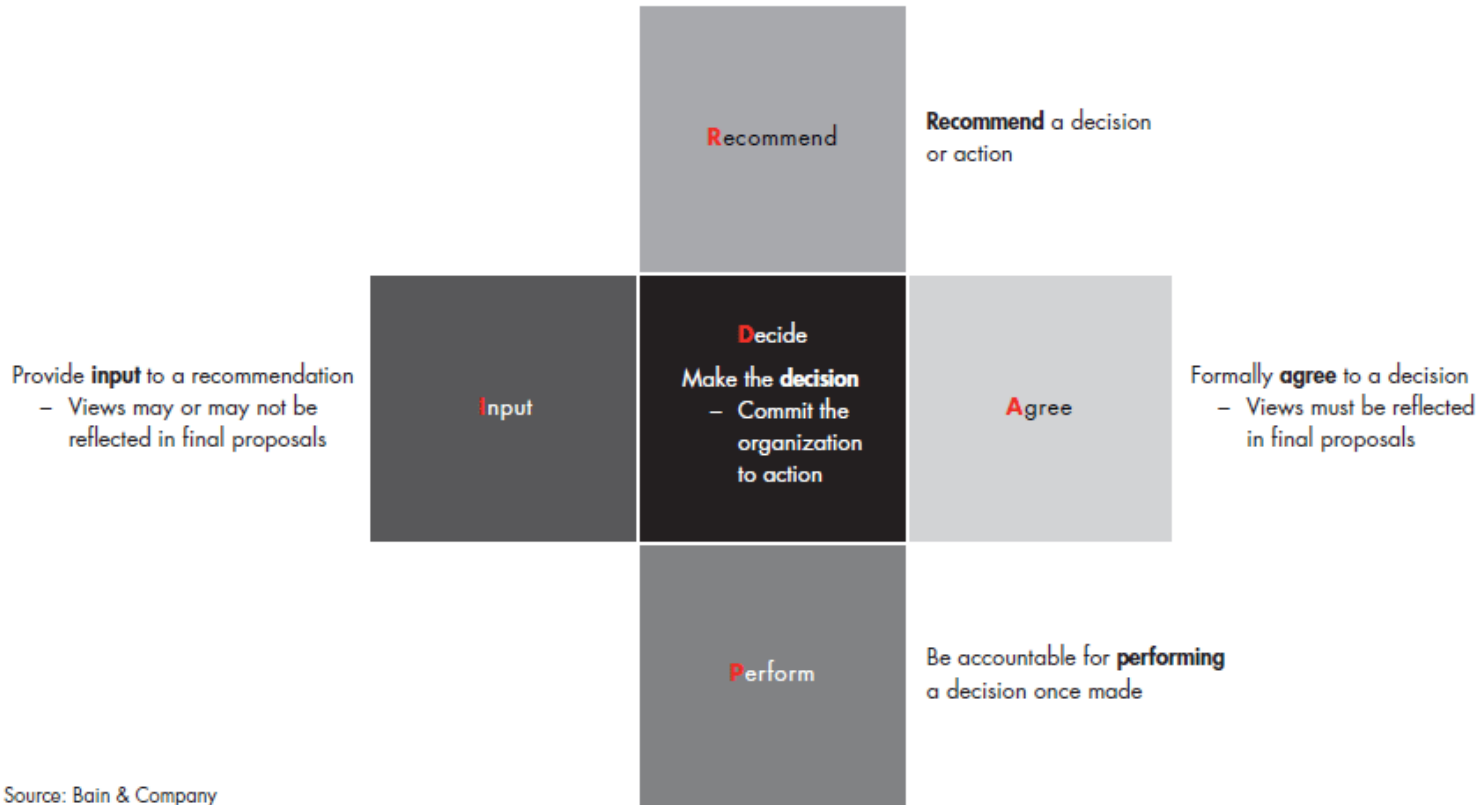 Recommend
Recommend a decision
or action
Provide input to a recommendation
– Views may or may not be
reflected in final proposals
Input
Decide
Make the decision
– Commit the
organization
to action
Agree
Formally agree to a decision
– Views must be reflected
in final proposals
Perform
Be accountable for performing
a decision once made
Source: Bain & Company